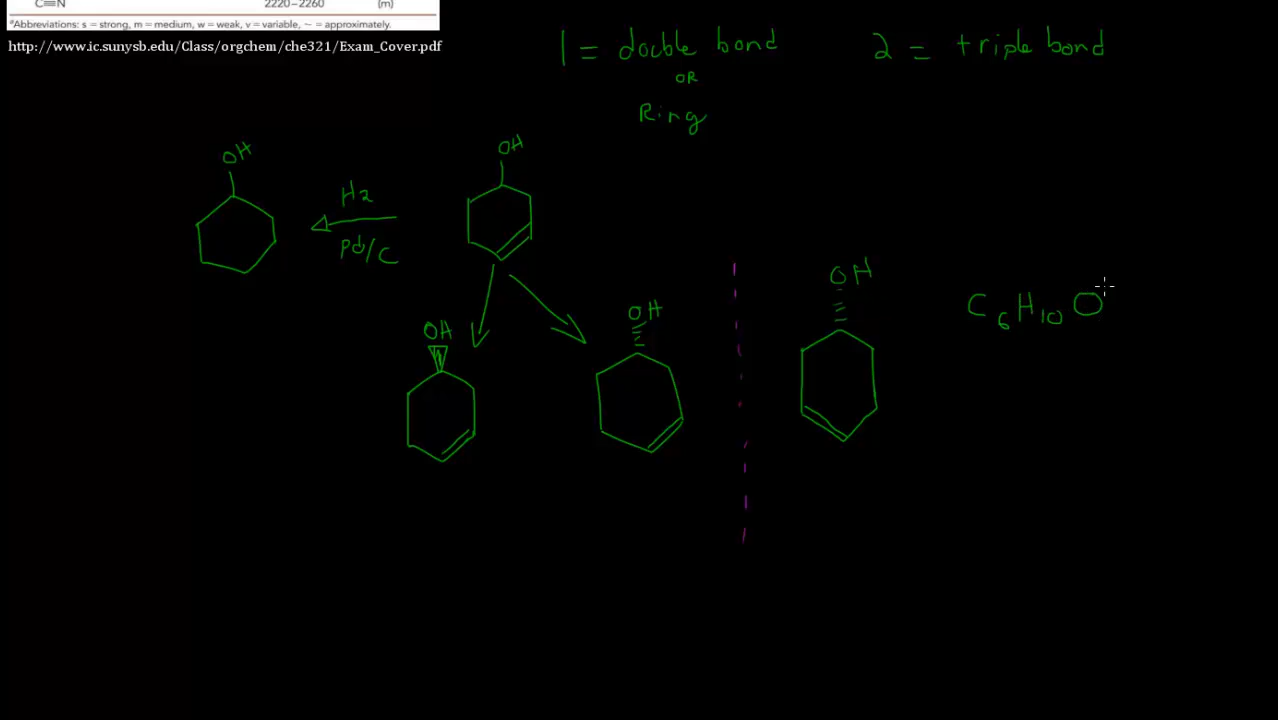 C≡N 2220–2260 (m)
ᵃAbbreviations: s = strong, m = medium, w = weak, v = variable, ~ = approximately.
http://www.ic.sunysb.edu/Class/orgchem/che321/Exam_Cover.pdf
1 = double bond 2 = triple bond
OR
Ring
OH
OH
H2
Pd/C
OH
OH
OH
C6H10O